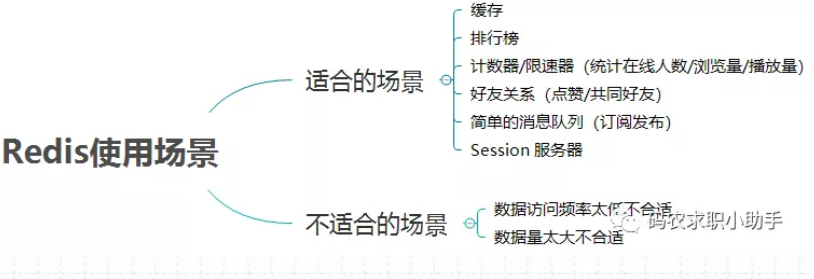 缓存
排行榜
适合的场景
计数器/限速器（统计在线人数/浏览量/播放量）
好友关系（点赞/共同好友）
简单的消息队列（订阅发布）
Session 服务器
Redis使用场景
不适合的场景
数据访问频率太低不合适
码农求职小助手
数据量太大不合适